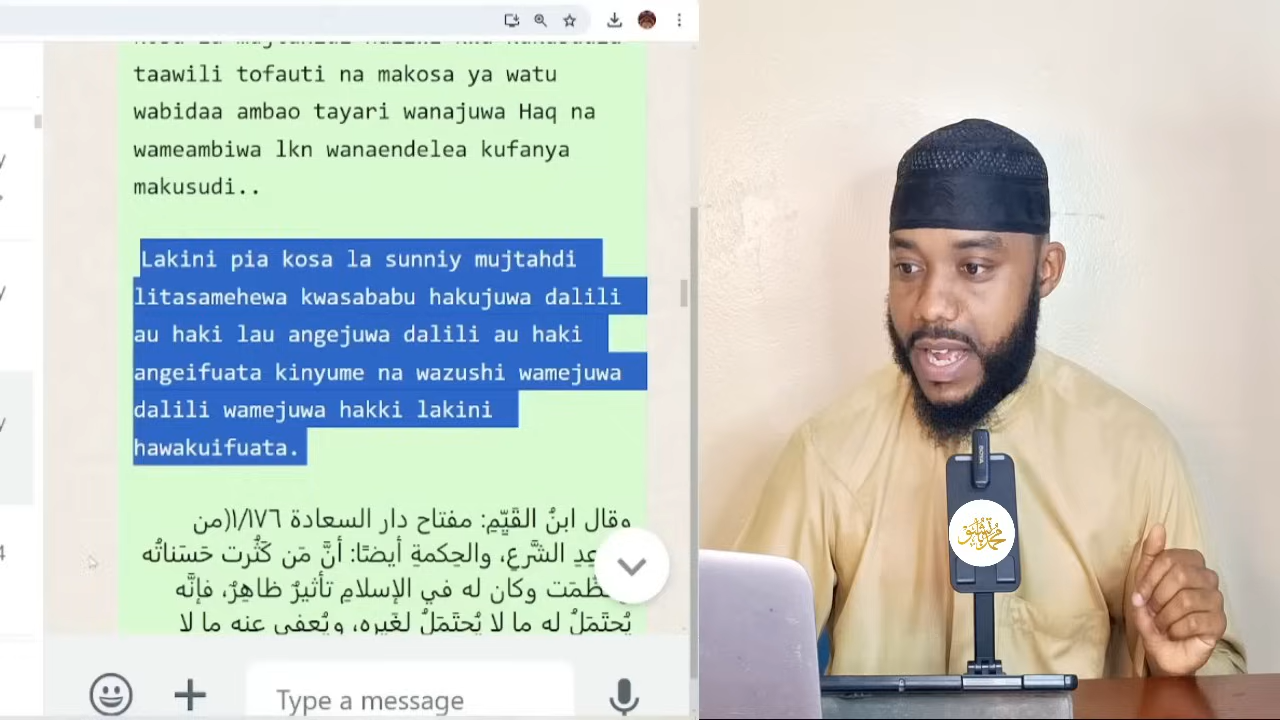 taawili tofauti na makosa ya watu
wabidaa ambao tayari wanajuwa Haq na
wameambiwa lkn wanaendelea kufanya
makusudi..
Lakini pia kosa la sunniy mujtahdi
litasamehewa kwasababu hakujuwa dalili
au haki lau angejuwa dalili au haki
angeifuata kinyume na wazushi wamejuwa
dalili wamejuwa hakki lakini
hawakuifuata.
وقال ابنُ القَيِّمِ: مفتاح دار السعادة ١/١٧٦(من
الشَّرعِ، والحِكمةِ أيضًا: أنَّ مَن كَثُرت حَسَناتُه
وكان له في الإسلامِ تأثيرٌ ظاهِرٌ، فإنَّه
يُحتَمَلُ له ما لا يُحتَمَلُ لغَيرِه، ويُعفى عنه ما لا
Type a message